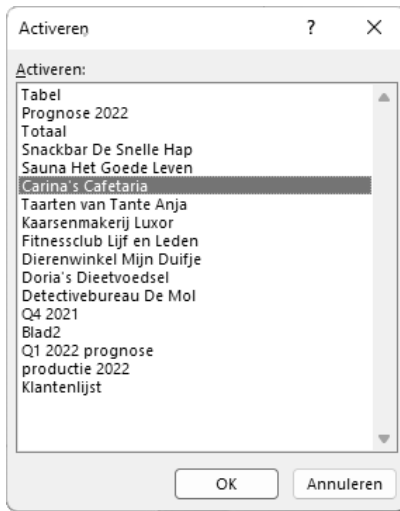 Activeren
?
Activeren:
Tabel
Prognose 2022
Totaal
Snackbar De Snelle Hap
Sauna Het Goede Leven
Carina's Cafetaria
Taarten van Tante Anja
Kaarsenmakerij Luxor
Fitnessclub Lijf en Leden
Dierenwinkel Mijn Duifje
Doria's Dieetvoedsel
Detectivebureau De Mol
Q4 2021
Blad2
Q1 2022 prognose
productie 2022
Klantenlijst
OK
Annuleren